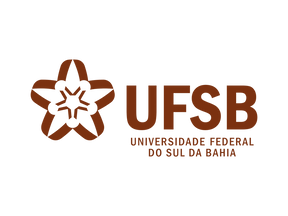 UFSB
UNIVERSIDADE FEDERAL
DO SUL DA BAHIA